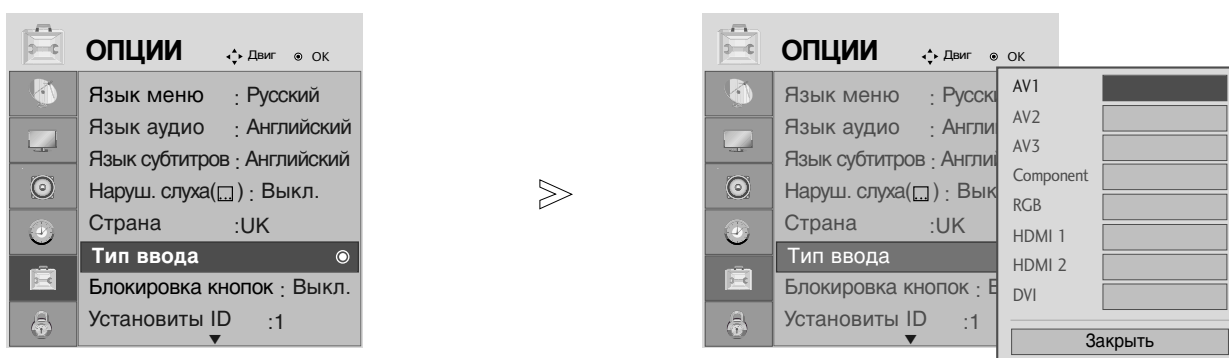 ОПЦИИ Двиг ОК
Язык меню : Русский
Язык аудио : Английский
Язык субтитров : Английский
Наруш. слуха( ) : Выкл.
Страна :UK
Тип ввода
Блокировка кнопок : Выкл.
Установиты ID :1
ОПЦИИ Двиг ОК
Язык меню : Русски
Язык аудио : Англи
Язык субтитров : Англи
Наруш. слуха( ) : Вык
Страна :UK
Тип ввода
Блокировка кнопок : В
Установиты ID :1
AV1
AV2
AV3
Component
RGB
HDMI 1
HDMI 2
DVI
Закрыть